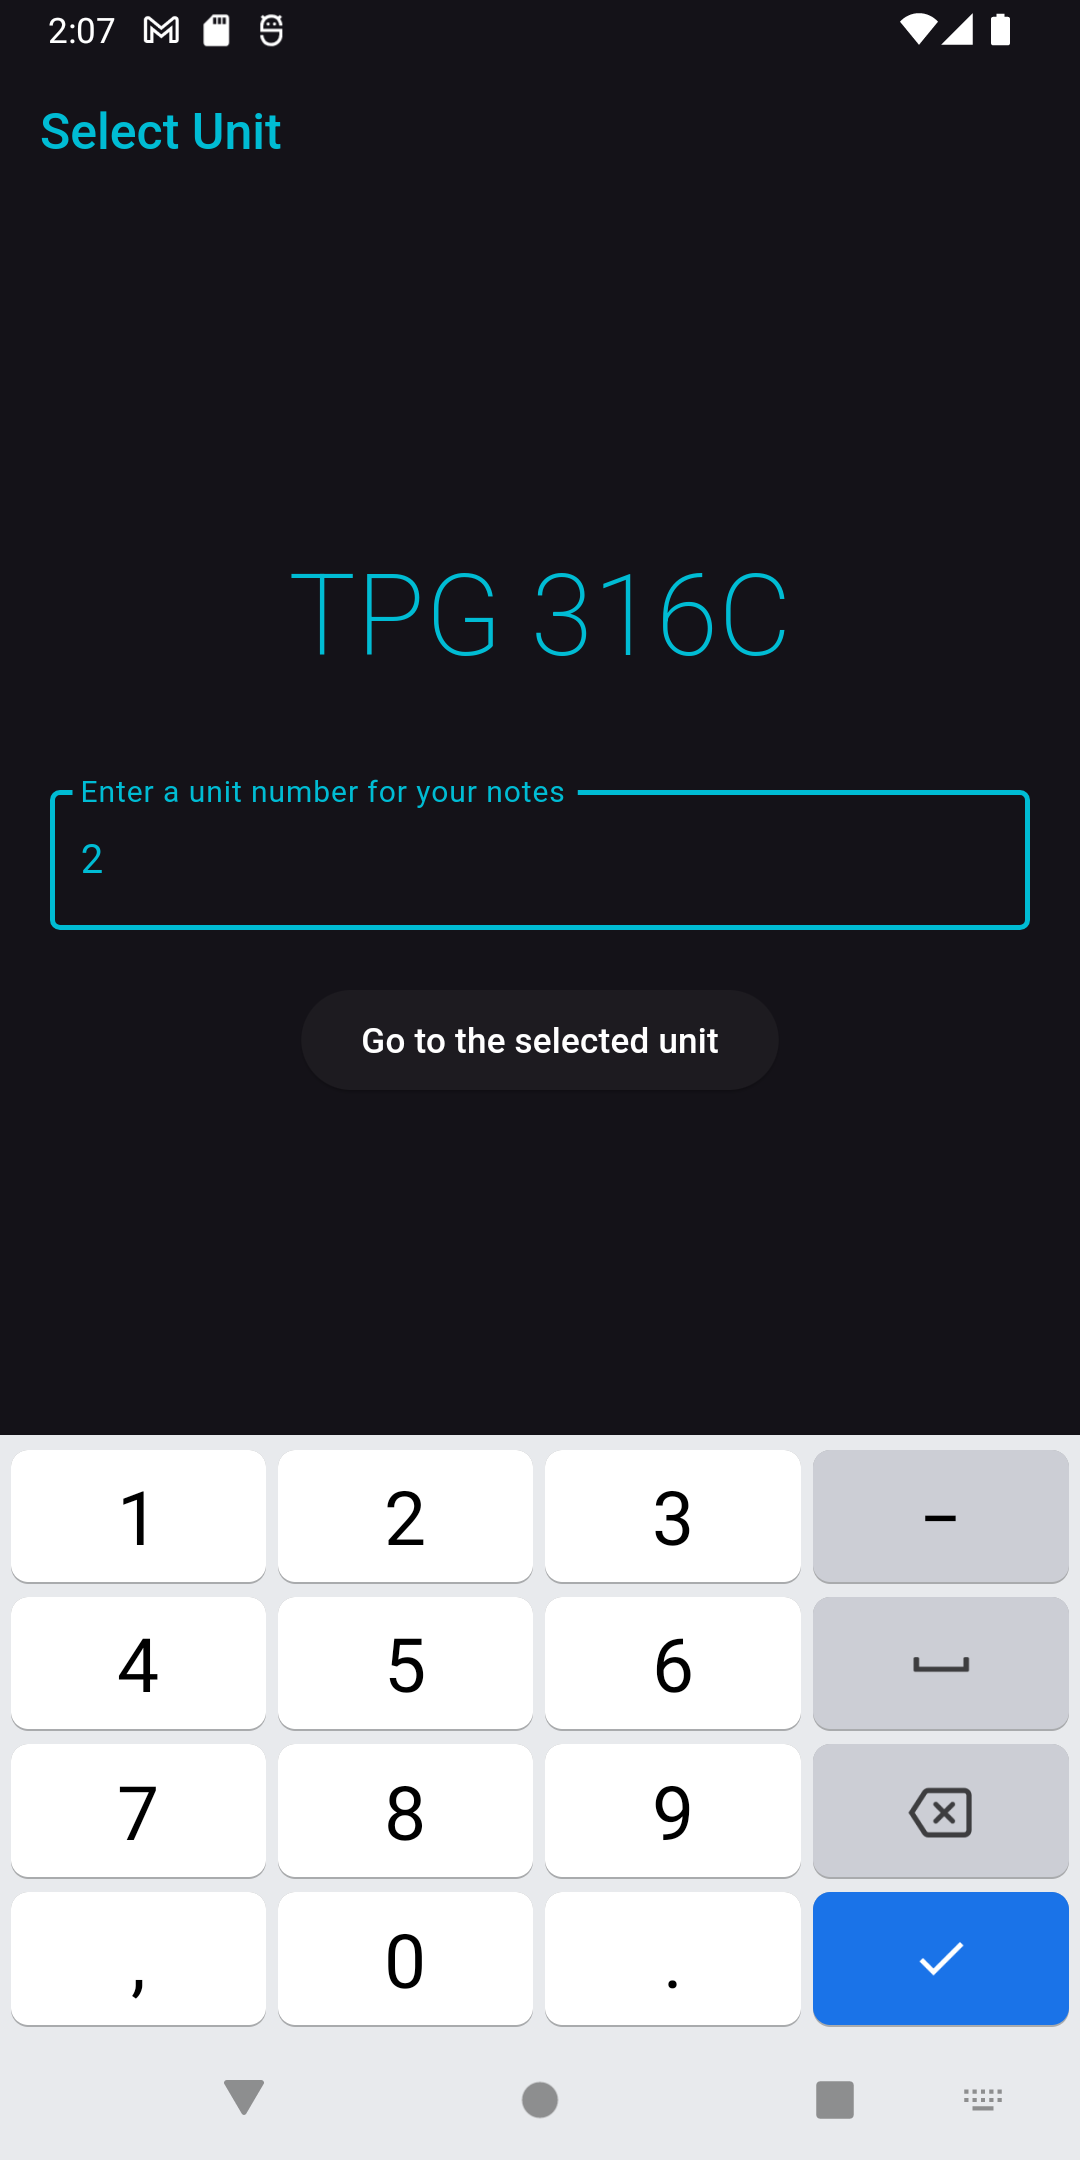 2:07
Select Unit
TPG 316C
Enter a unit number for your notes
2
Go to the selected unit
1 2 3 –
4 5 6
7 8 9
, 0 .